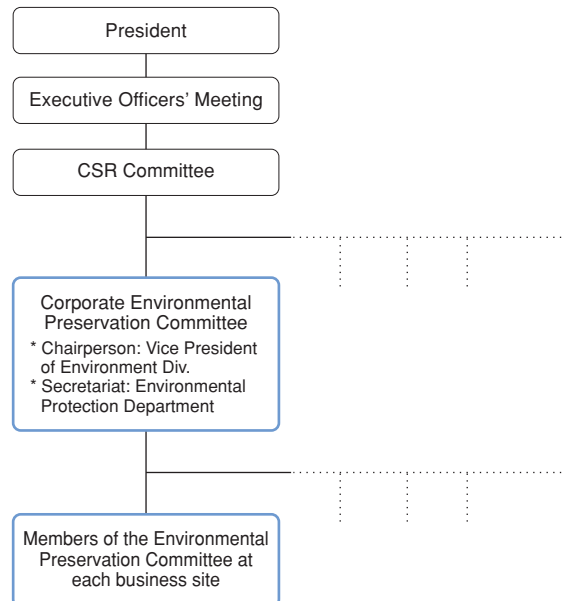 President
Executive Officers' Meeting
CSR Committee
Corporate Environmental
Preservation Committee
* Chairperson: Vice President
of Environment Div.
* Secretariat: Environmental
Protection Department
Members of the Environmental
Preservation Committee at
each business site